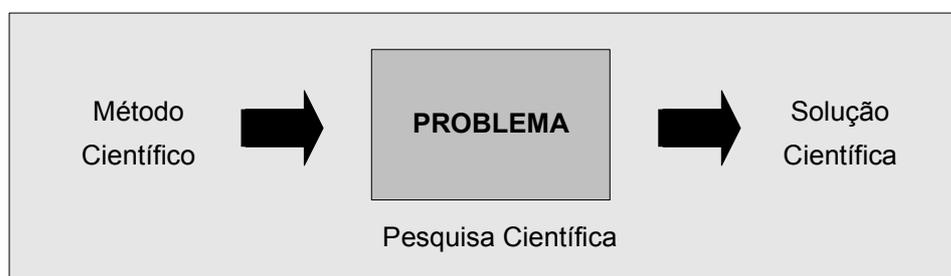 Método
Científico
PROBLEMA
Solução
Científica
Pesquisa Científica